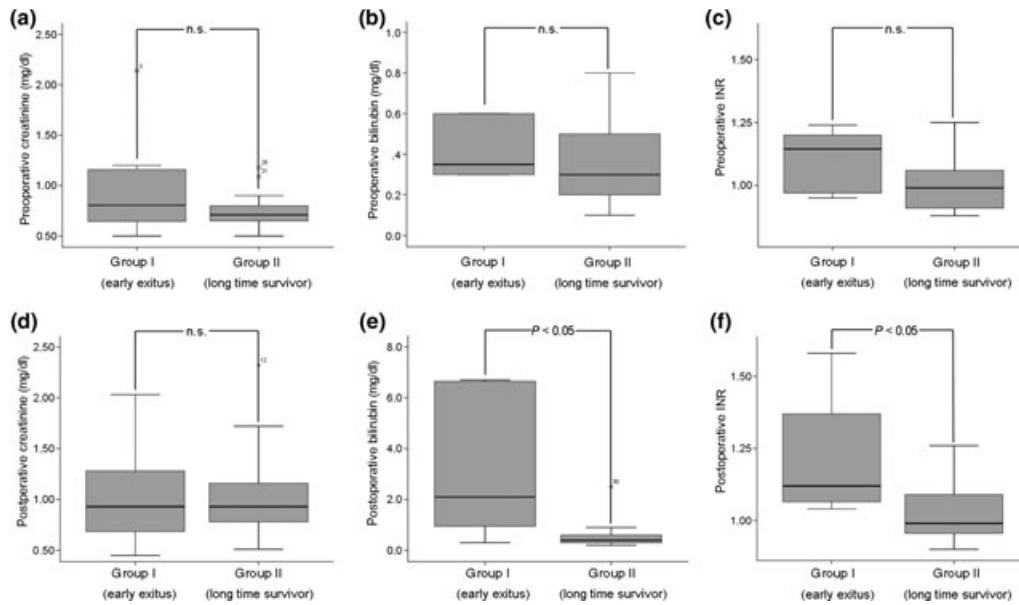 (a)
n.s.
2.50
2.00
1.50
1.00
0.50
Preoperative creatinine (mg/dl)
Group I
Group II
(early exitus)
(long time survivor)
(b)
n.s.
1.0
0.8
0.6
.4
0.2
0.0
Preoperative bilirubin (mg/dl)
Group I
Group II
(early exitus)
(long time survivor)
(c)
n.s.
1.50
1.25
1.00
Preoperative INR
Group I
Group II
(early exitus)
(long time survivor)
(d)
n.s.
2.50
12
2.00
1.50
1.00
0.50
Postperative creatinine (mg/dl)
Group I
Group II
(early exitus)
(long time survivor)
(e)
P < 0.05
8.0
6.0
4.0
2.0
0.0
Postoperative bilirubin (mg/dl)
Group I
Group II
(early exitus)
(long time survivor)
(f)
P < 0.05
1.50
1.25
1.00
Postoperative INR
Group I
Group II
(early exitus)
(long time survivor)